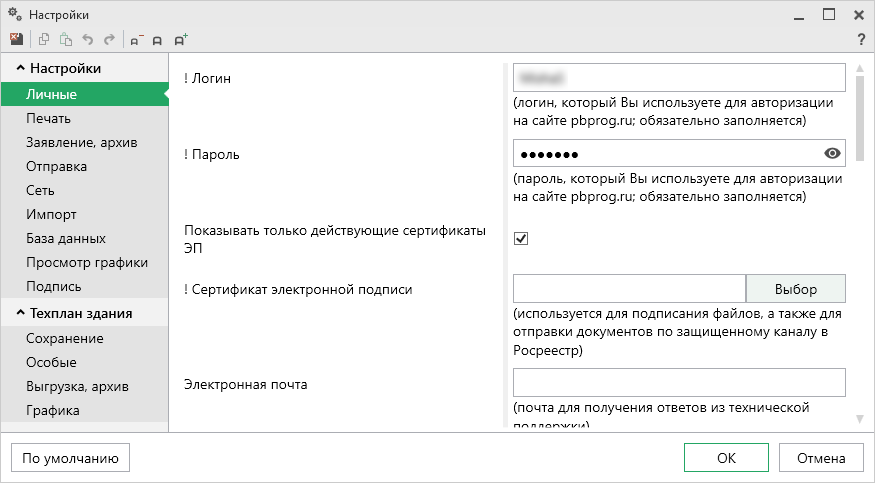 Настройки
?
Настройки
Личные
Печать
Заявление, архив
Отправка
Сеть
Импорт
База данных
Просмотр графики
Подпись
Техплан здания
Сохранение
Особые
Выгрузка, архив
Графика
! Логин
(логин, который Вы используете для авторизации
на сайте pbprog.ru; обязательно заполняется)
! Пароль
●●●●●●●
(пароль, который Вы используете для авторизации
на сайте pbprog.ru; обязательно заполняется)
Показывать только действующие сертификаты
ЭП
! Сертификат электронной подписи
Выбор
(используется для подписания файлов, а также для
отправки документов по защищенному каналу в
Росреестр)
Электронная почта
(почта для получения ответов из технической
поддержки)
По умолчанию
ОК
Отмена